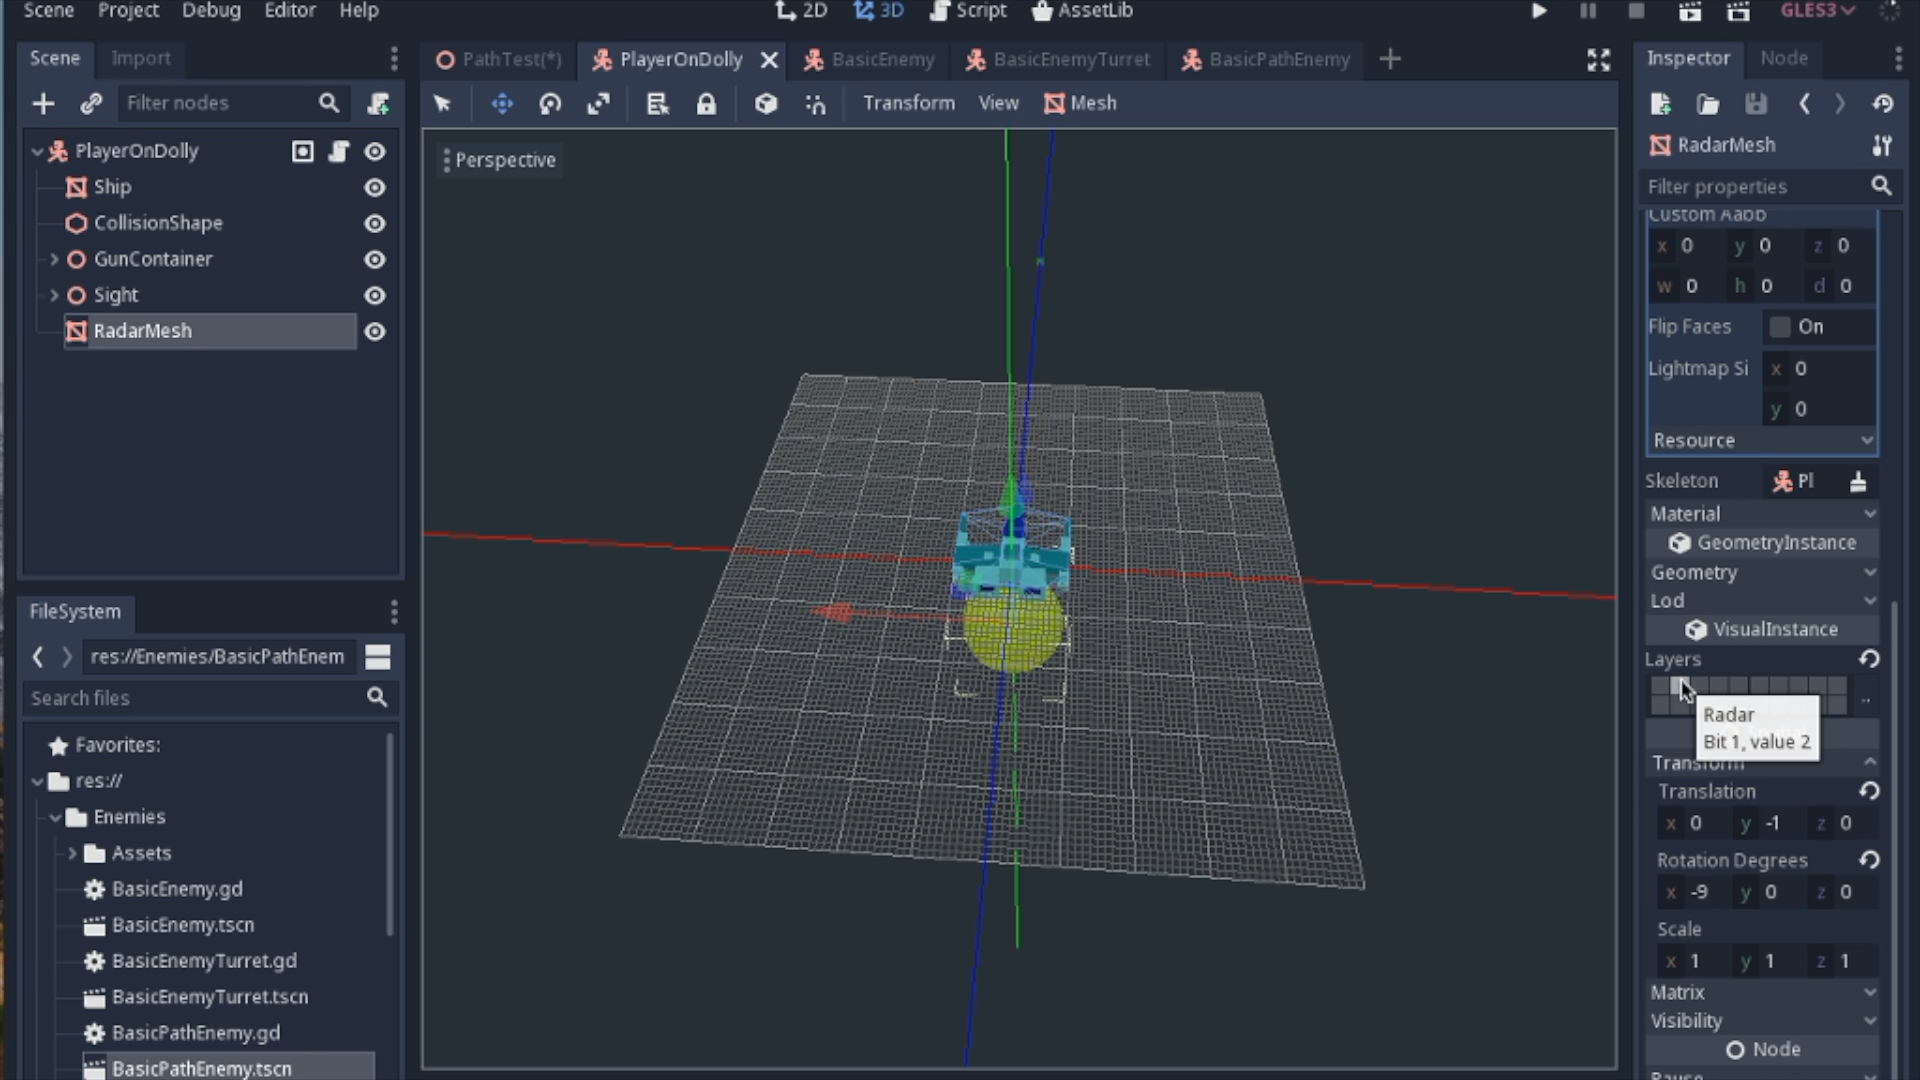 Scene Project Debug Editor Help
2D 3D Script AssetLib
GLES3
Scene Import
PathTest(*) PlayerOnDolly BasicEnemy BasicEnemyTurret BasicPathEnemy
Inspector Node
Filter nodes
Transform View Mesh
PlayerOnDolly
Ship
CollisionShape
GunContainer
Sight
RadarMesh
Perspective
RadarMesh
Filter properties
Custom Aabb
x 0 y 0 z 0
w 0 h 0 d 0
Flip Faces On
Lightmap Si x 0
y 0
Resource
Skeleton Pl
Material
GeometryInstance
Geometry
Lod
VisualInstance
Layers
..
Radar
Bit 1, value 2
Transform
Translation
x 0 y -1 z 0
Rotation Degrees
x -9 y 0 z 0
Scale
x 1 y 1 z 1
Matrix
Visibility
Node
Pause
FileSystem
res://Enemies/BasicPathEnem
Search files
Favorites:
res://
Enemies
Assets
BasicEnemy.gd
BasicEnemy.tscn
BasicEnemyTurret.gd
BasicEnemyTurret.tscn
BasicPathEnemy.gd
BasicPathEnemy.tscn